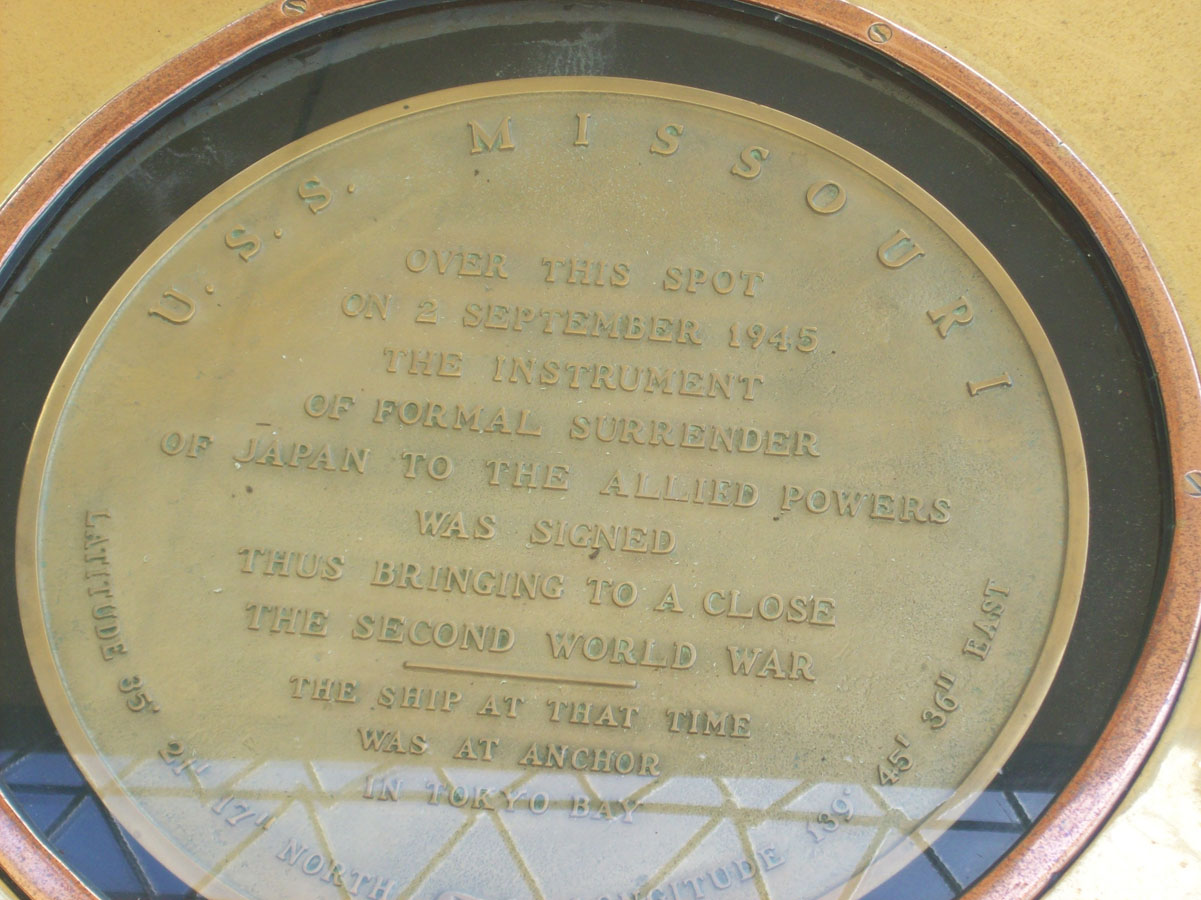 U. S. S. MISSOURI
OVER THIS SPOT
ON 2 SEPTEMBER 1945
THE INSTRUMENT
OF FORMAL SURRENDER
OF JAPAN TO THE ALLIED POWERS
WAS SIGNED
THUS BRINGING TO A CLOSE
THE SECOND WORLD WAR
THE SHIP AT THAT TIME
WAS AT ANCHOR
IN TOKYO BAY
LATITUDE 35° 21' 17" NORTH LONGITUDE 139° 45' 36" EAST